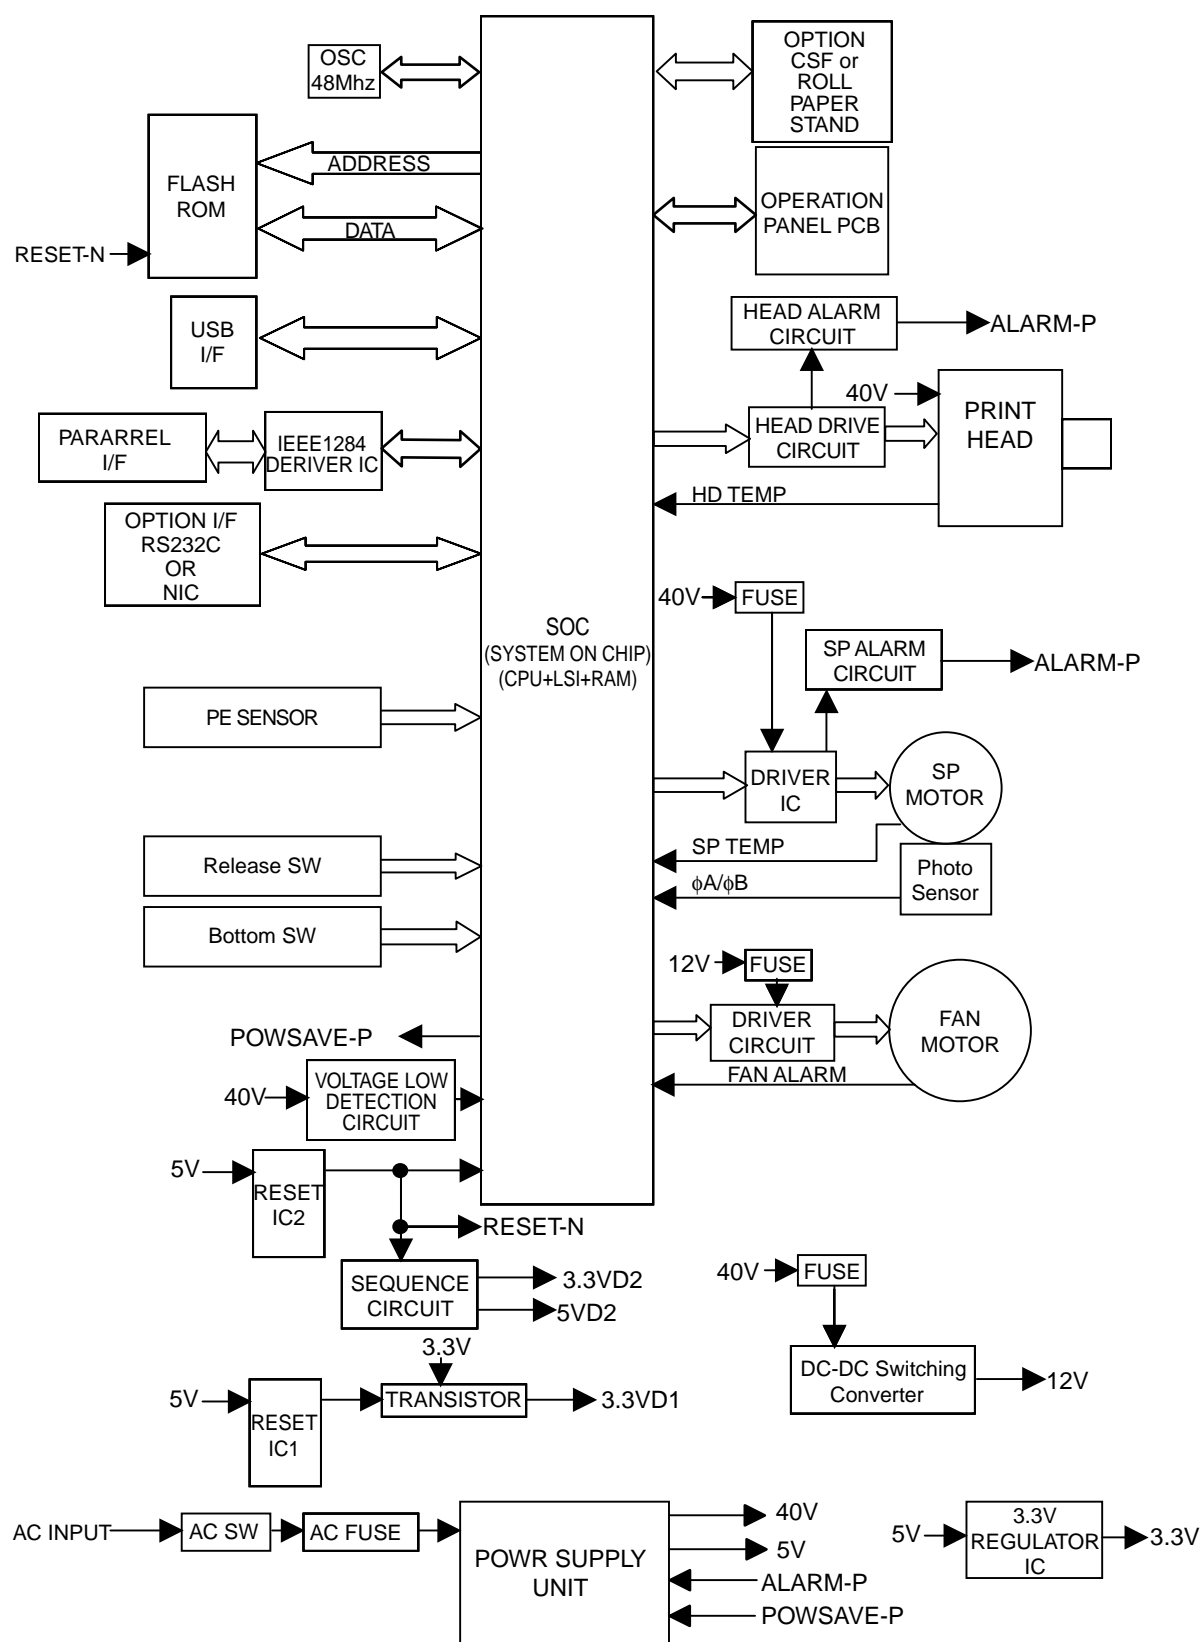 OSC
48Mhz
OPTION
CSF or
ROLL
PAPER
STAND
FLASH
ROM
ADDRESS
DATA
RESET-N
OPERATION
PANEL PCB
USB
I/F
HEAD ALARM
CIRCUIT
ALARM-P
40V
PRINT
HEAD
HEAD DRIVE
CIRCUIT
HD TEMP
PARARREL
I/F
IEEE1284
DERIVER IC
OPTION I/F
RS232C
OR
NIC
SOC
(SYSTEM ON CHIP)
(CPU+LSI+RAM)
40V
FUSE
SP ALARM
CIRCUIT
ALARM-P
PE SENSOR
DRIVER
IC
SP
MOTOR
SP TEMP
ϕA/ϕB
Photo
Sensor
Release SW
Bottom SW
12V
FUSE
DRIVER
CIRCUIT
FAN
MOTOR
FAN ALARM
POWSAVE-P
40V
VOLTAGE LOW
DETECTION
CIRCUIT
5V
RESET
IC2
RESET-N
SEQUENCE
CIRCUIT
3.3VD2
5VD2
40V
FUSE
DC-DC Switching
Converter
12V
3.3V
5V
RESET
IC1
TRANSISTOR
3.3VD1
AC INPUT
AC SW
AC FUSE
POWR SUPPLY
UNIT
40V
5V
ALARM-P
POWSAVE-P
5V
3.3V
REGULATOR
IC
3.3V